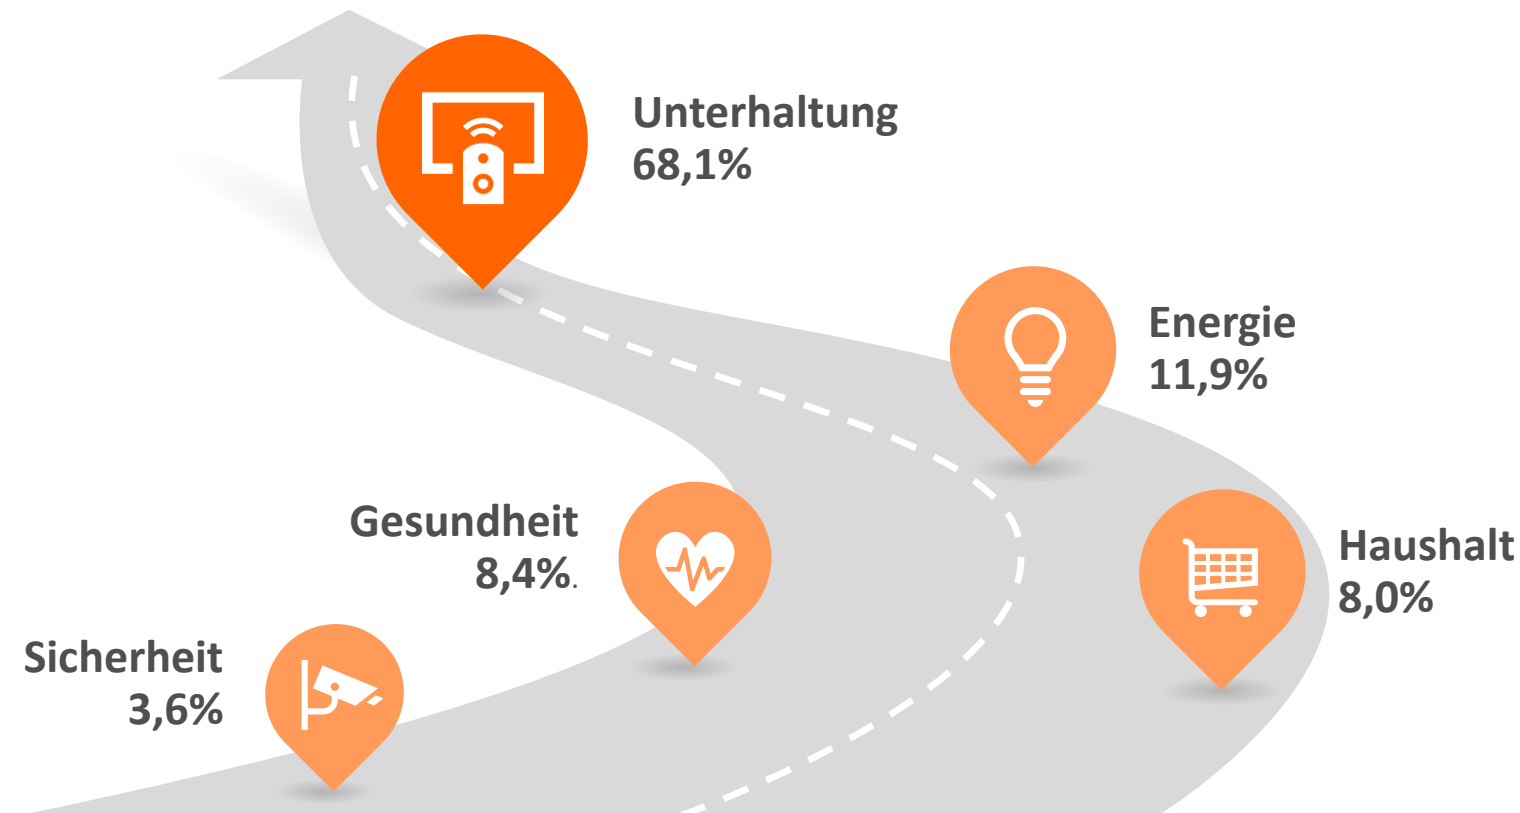 Unterhaltung
68,1%
Energie
11,9%
Gesundheit
8,4%.
Haushalt
8,0%
Sicherheit
3,6%